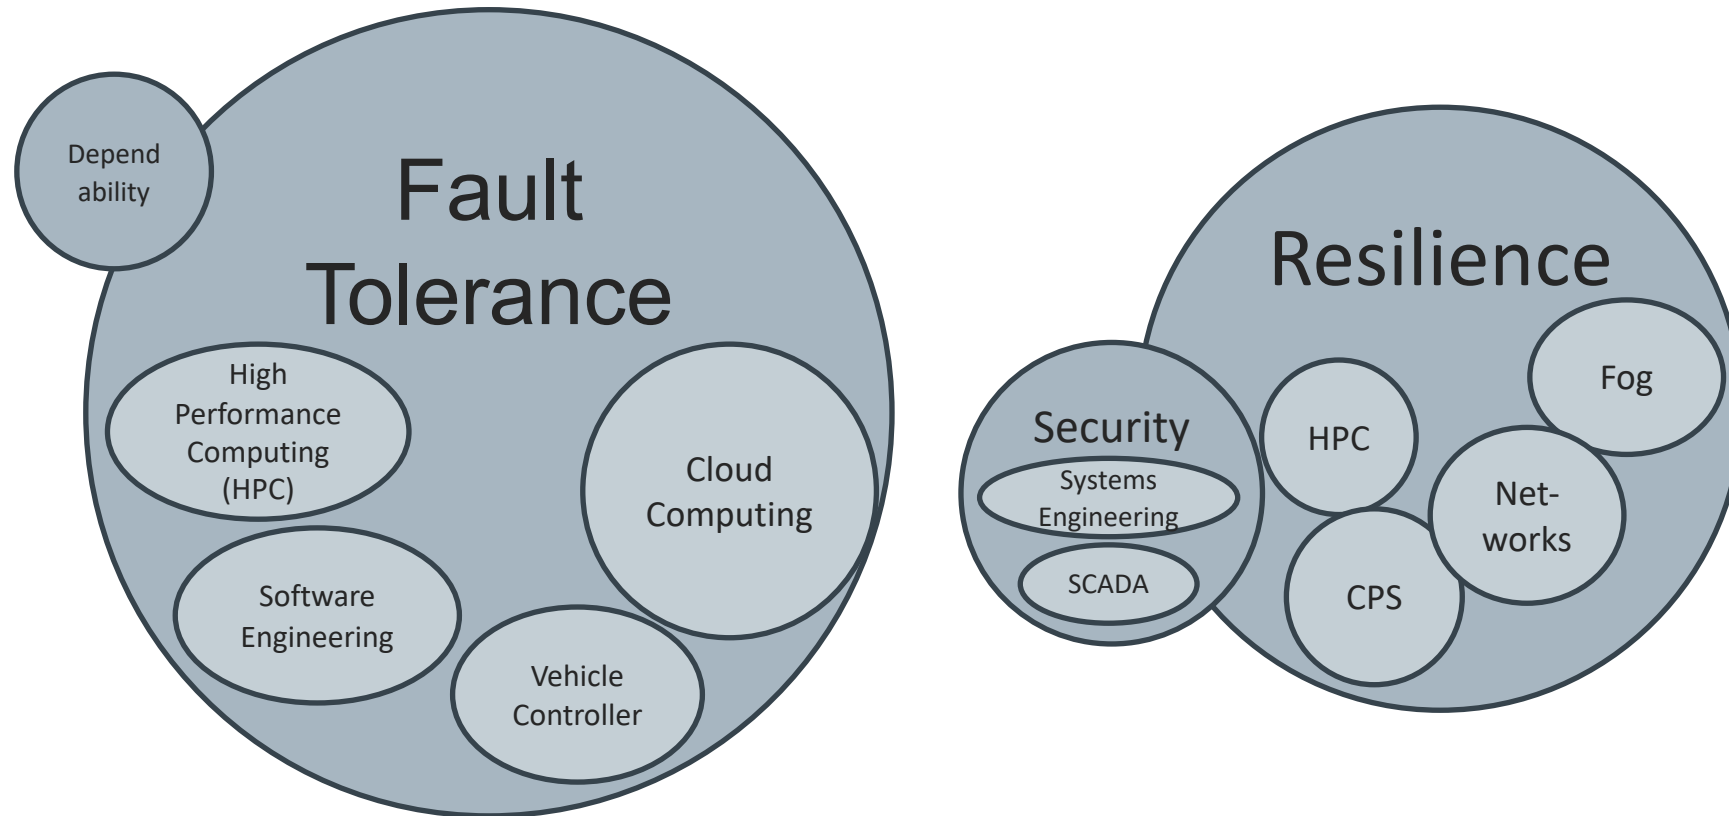 Depend
ability
Fault
Tolerance
High
Performance
Computing
(HPC)
Cloud
Computing
Software
Engineering
Vehicle
Controller
Resilience
Security
Systems
Engineering
SCADA
HPC
Fog
Net-
works
CPS